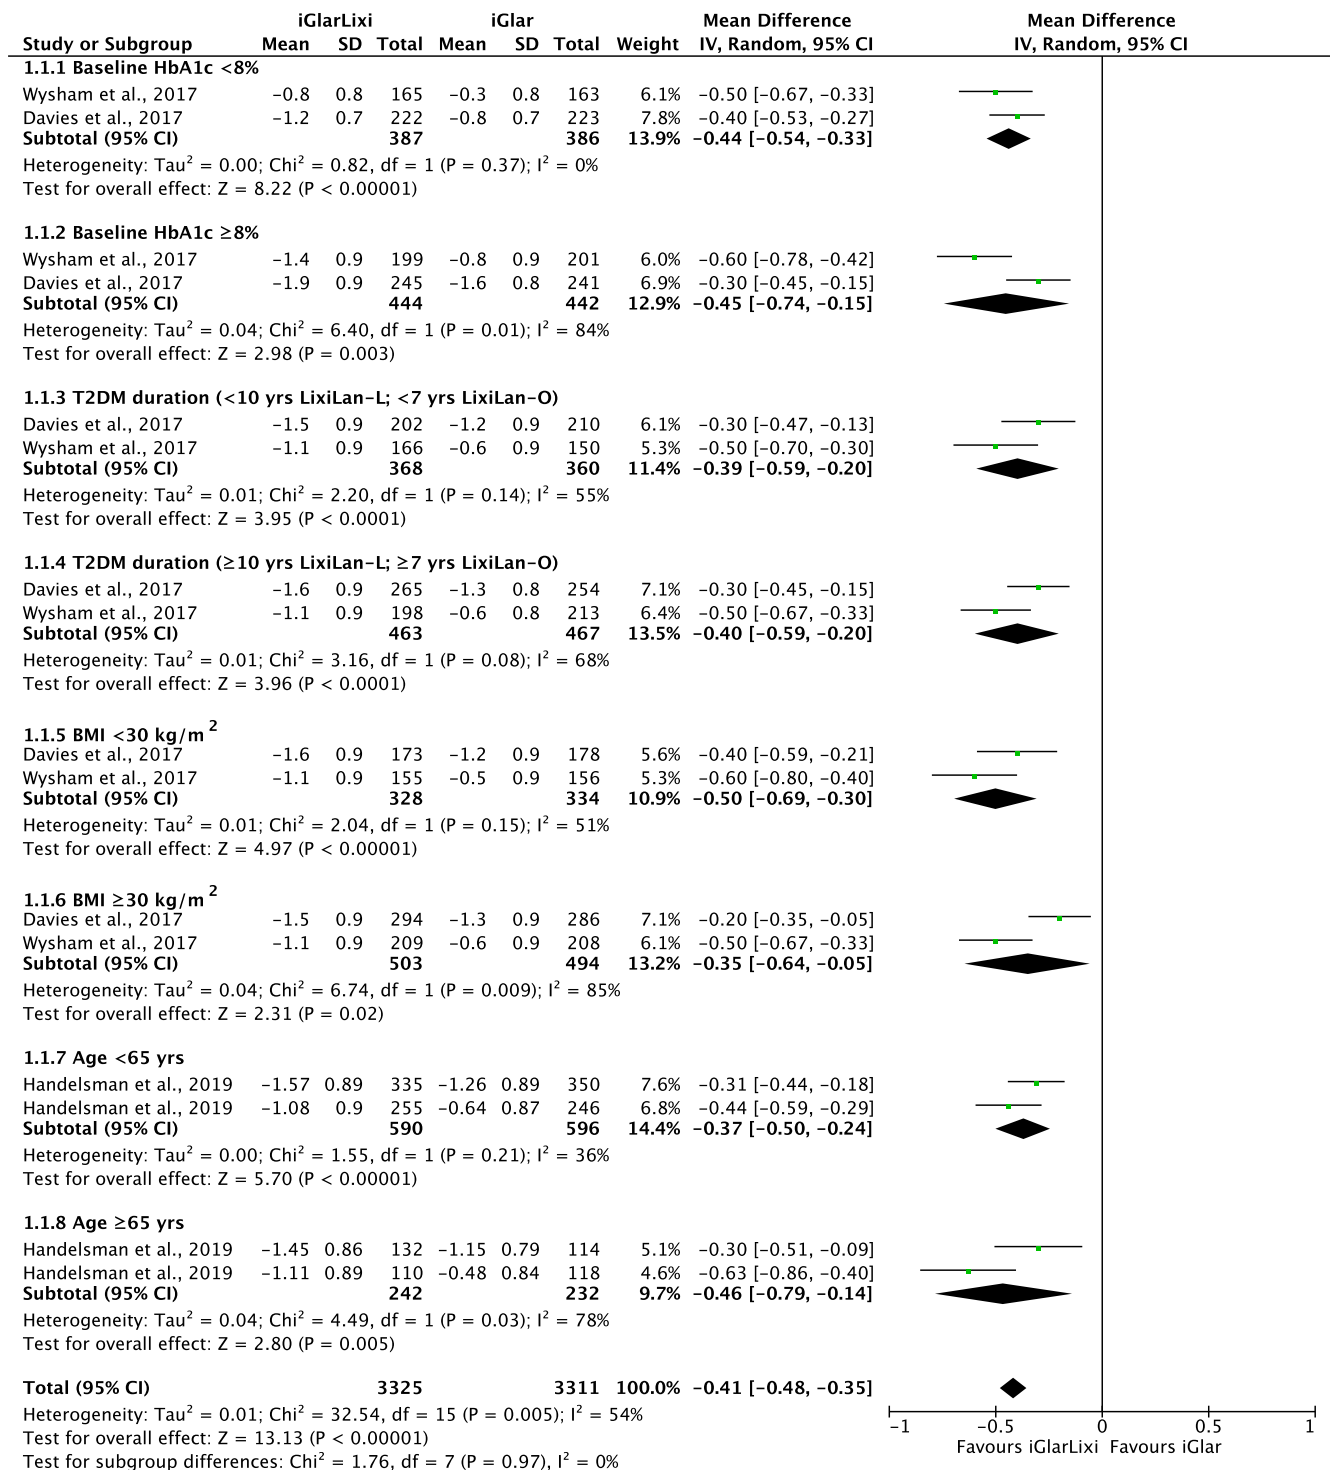 iGlarLixi iGlar Mean Difference Mean Difference
Study or Subgroup Mean SD Total Mean SD Total Weight IV, Random, 95% CI IV, Random, 95% CI
1.1.1 Baseline HbA1c <8%
Wysham et al., 2017 −0.8 0.8 165 −0.3 0.8 163 6.1% −0.50 [−0.67, −0.33]
Davies et al., 2017 −1.2 0.7 222 −0.8 0.7 223 7.8% −0.40 [−0.53, −0.27]
Subtotal (95% CI) 387 386 13.9% −0.44 [−0.54, −0.33]
Heterogeneity: Tau² = 0.00; Chi² = 0.82, df = 1 (P = 0.37); I² = 0%
Test for overall effect: Z = 8.22 (P < 0.00001)
1.1.2 Baseline HbA1c ≥8%
Wysham et al., 2017 −1.4 0.9 199 −0.8 0.9 201 6.0% −0.60 [−0.78, −0.42]
Davies et al., 2017 −1.9 0.9 245 −1.6 0.8 241 6.9% −0.30 [−0.45, −0.15]
Subtotal (95% CI) 444 442 12.9% −0.45 [−0.74, −0.15]
Heterogeneity: Tau² = 0.04; Chi² = 6.40, df = 1 (P = 0.01); I² = 84%
Test for overall effect: Z = 2.98 (P = 0.003)
1.1.3 T2DM duration (<10 yrs LixiLan−L; <7 yrs LixiLan−O)
Davies et al., 2017 −1.5 0.9 202 −1.2 0.9 210 6.1% −0.30 [−0.47, −0.13]
Wysham et al., 2017 −1.1 0.9 166 −0.6 0.9 150 5.3% −0.50 [−0.70, −0.30]
Subtotal (95% CI) 368 360 11.4% −0.39 [−0.59, −0.20]
Heterogeneity: Tau² = 0.01; Chi² = 2.20, df = 1 (P = 0.14); I² = 55%
Test for overall effect: Z = 3.95 (P < 0.0001)
1.1.4 T2DM duration (≥10 yrs LixiLan−L; ≥7 yrs LixiLan−O)
Davies et al., 2017 −1.6 0.9 265 −1.3 0.8 254 7.1% −0.30 [−0.45, −0.15]
Wysham et al., 2017 −1.1 0.9 198 −0.6 0.8 213 6.4% −0.50 [−0.67, −0.33]
Subtotal (95% CI) 463 467 13.5% −0.40 [−0.59, −0.20]
Heterogeneity: Tau² = 0.01; Chi² = 3.16, df = 1 (P = 0.08); I² = 68%
Test for overall effect: Z = 3.96 (P < 0.0001)
1.1.5 BMI <30 kg/m²
Davies et al., 2017 −1.6 0.9 173 −1.2 0.9 178 5.6% −0.40 [−0.59, −0.21]
Wysham et al., 2017 −1.1 0.9 155 −0.5 0.9 156 5.3% −0.60 [−0.80, −0.40]
Subtotal (95% CI) 328 334 10.9% −0.50 [−0.69, −0.30]
Heterogeneity: Tau² = 0.01; Chi² = 2.04, df = 1 (P = 0.15); I² = 51%
Test for overall effect: Z = 4.97 (P < 0.00001)
1.1.6 BMI ≥30 kg/m²
Davies et al., 2017 −1.5 0.9 294 −1.3 0.9 286 7.1% −0.20 [−0.35, −0.05]
Wysham et al., 2017 −1.1 0.9 209 −0.6 0.9 208 6.1% −0.50 [−0.67, −0.33]
Subtotal (95% CI) 503 494 13.2% −0.35 [−0.64, −0.05]
Heterogeneity: Tau² = 0.04; Chi² = 6.74, df = 1 (P = 0.009); I² = 85%
Test for overall effect: Z = 2.31 (P = 0.02)
1.1.7 Age <65 yrs
Handelsman et al., 2019 −1.57 0.89 335 −1.26 0.89 350 7.6% −0.31 [−0.44, −0.18]
Handelsman et al., 2019 −1.08 0.9 255 −0.64 0.87 246 6.8% −0.44 [−0.59, −0.29]
Subtotal (95% CI) 590 596 14.4% −0.37 [−0.50, −0.24]
Heterogeneity: Tau² = 0.00; Chi² = 1.55, df = 1 (P = 0.21); I² = 36%
Test for overall effect: Z = 5.70 (P < 0.00001)
1.1.8 Age ≥65 yrs
Handelsman et al., 2019 −1.45 0.86 132 −1.15 0.79 114 5.1% −0.30 [−0.51, −0.09]
Handelsman et al., 2019 −1.11 0.89 110 −0.48 0.84 118 4.6% −0.63 [−0.86, −0.40]
Subtotal (95% CI) 242 232 9.7% −0.46 [−0.79, −0.14]
Heterogeneity: Tau² = 0.04; Chi² = 4.49, df = 1 (P = 0.03); I² = 78%
Test for overall effect: Z = 2.80 (P = 0.005)
Total (95% CI) 3325 3311 100.0% −0.41 [−0.48, −0.35]
Heterogeneity: Tau² = 0.01; Chi² = 32.54, df = 15 (P = 0.005); I² = 54%
Test for overall effect: Z = 13.13 (P < 0.00001)
Test for subgroup differences: Chi² = 1.76, df = 7 (P = 0.97), I² = 0%
−1 −0.5 0 0.5 1
Favours iGlarLixi Favours iGlar